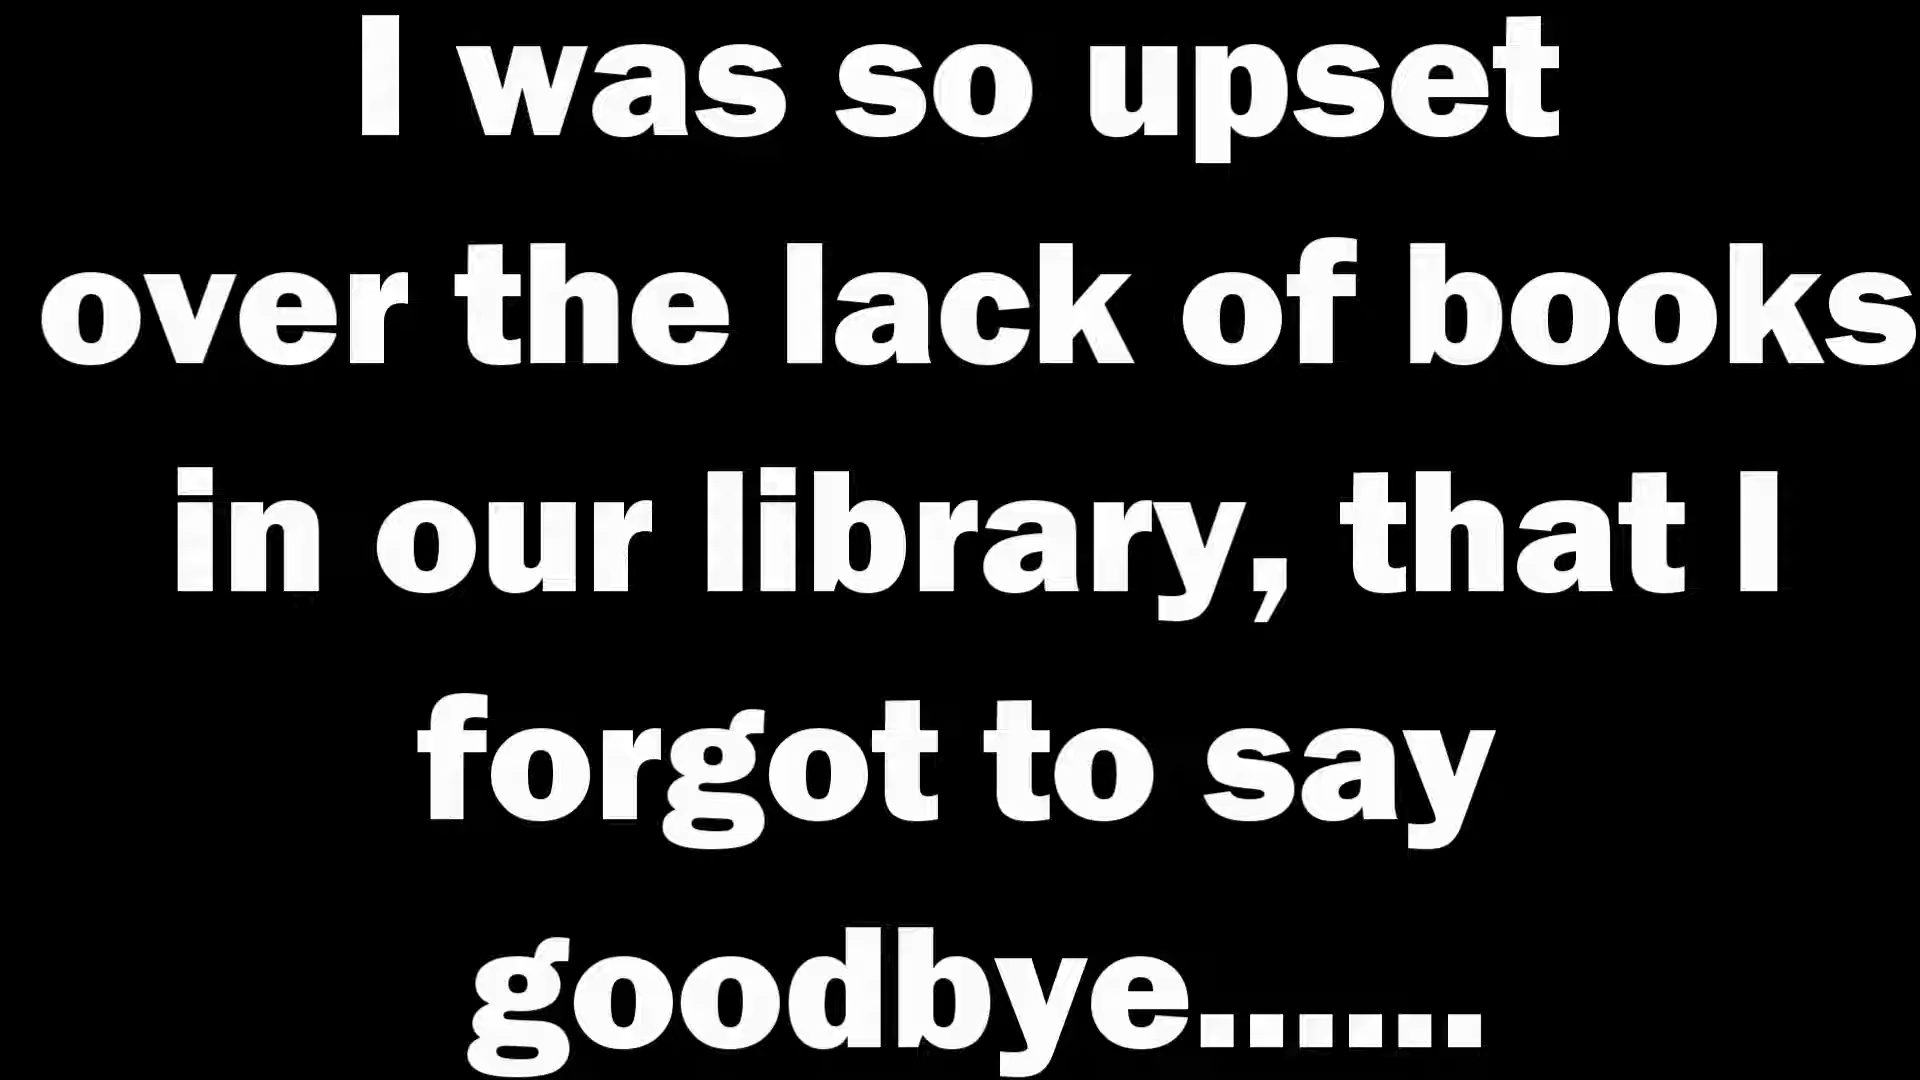 I was so upset
over the lack of books
in our library, that I
forgot to say
goodbye......